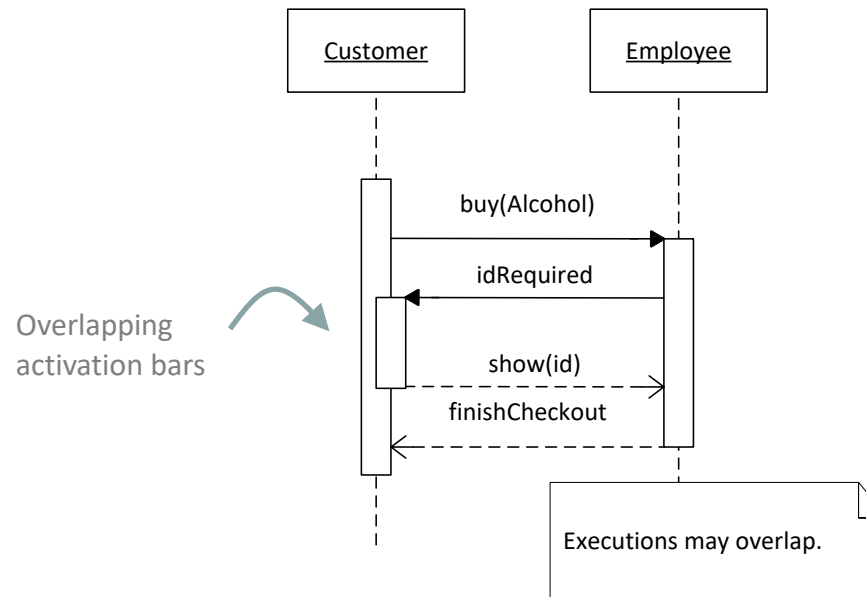 Customer
Employee
buy(Alcohol)
idRequired
Overlapping
activation bars
show(id)
finishCheckout
Executions may overlap.